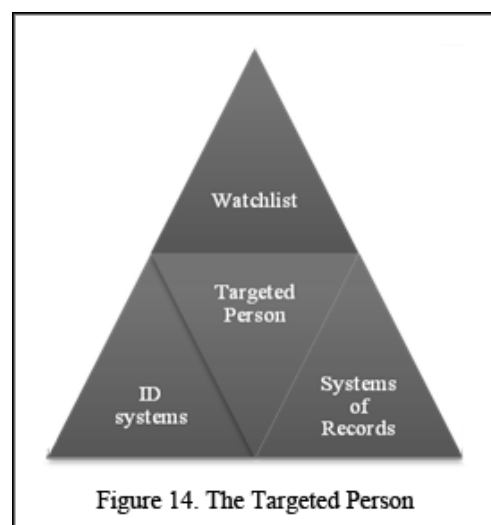 Watchlist
Targeted
Person
ID
systems
Systems
of
Records
Figure 14. The Targeted Person